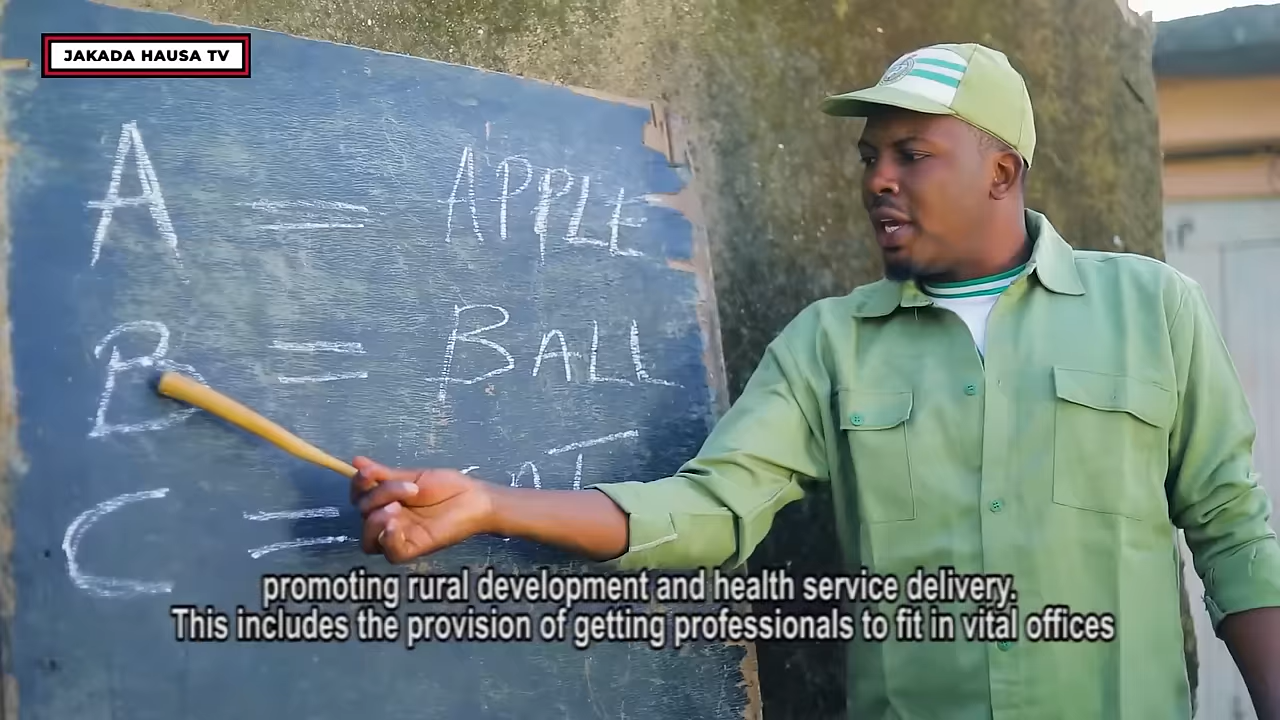 JAKADA HAUSA TV
A = APPLE
B = BALL
C =
promoting rural development and health service delivery.
This includes the provision of getting professionals to fit in vital offices